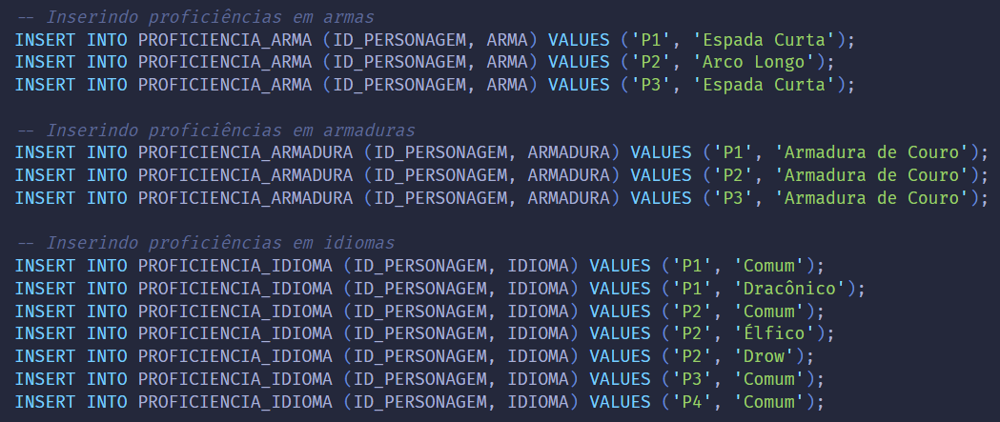 -- Inserindo proficiências em armas
INSERT INTO PROFICIENCIA_ARMA (ID_PERSONAGEM, ARMA) VALUES ('P1', 'Espada Curta');
INSERT INTO PROFICIENCIA_ARMA (ID_PERSONAGEM, ARMA) VALUES ('P2', 'Arco Longo');
INSERT INTO PROFICIENCIA_ARMA (ID_PERSONAGEM, ARMA) VALUES ('P3', 'Espada Curta');
-- Inserindo proficiências em armaduras
INSERT INTO PROFICIENCIA_ARMADURA (ID_PERSONAGEM, ARMADURA) VALUES ('P1', 'Armadura de Couro');
INSERT INTO PROFICIENCIA_ARMADURA (ID_PERSONAGEM, ARMADURA) VALUES ('P2', 'Armadura de Couro');
INSERT INTO PROFICIENCIA_ARMADURA (ID_PERSONAGEM, ARMADURA) VALUES ('P3', 'Armadura de Couro');
-- Inserindo proficiências em idiomas
INSERT INTO PROFICIENCIA_IDIOMA (ID_PERSONAGEM, IDIOMA) VALUES ('P1', 'Comum');
INSERT INTO PROFICIENCIA_IDIOMA (ID_PERSONAGEM, IDIOMA) VALUES ('P1', 'Dracônico');
INSERT INTO PROFICIENCIA_IDIOMA (ID_PERSONAGEM, IDIOMA) VALUES ('P2', 'Comum');
INSERT INTO PROFICIENCIA_IDIOMA (ID_PERSONAGEM, IDIOMA) VALUES ('P2', 'Élfico');
INSERT INTO PROFICIENCIA_IDIOMA (ID_PERSONAGEM, IDIOMA) VALUES ('P2', 'Drow');
INSERT INTO PROFICIENCIA_IDIOMA (ID_PERSONAGEM, IDIOMA) VALUES ('P3', 'Comum');
INSERT INTO PROFICIENCIA_IDIOMA (ID_PERSONAGEM, IDIOMA) VALUES ('P4', 'Comum');